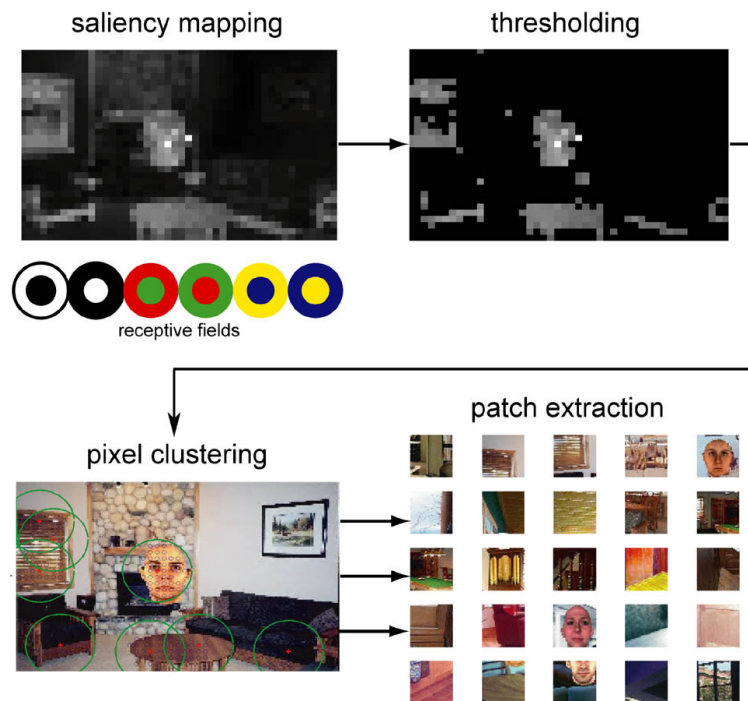 saliency mapping
thresholding
receptive fields
patch extraction
pixel clustering